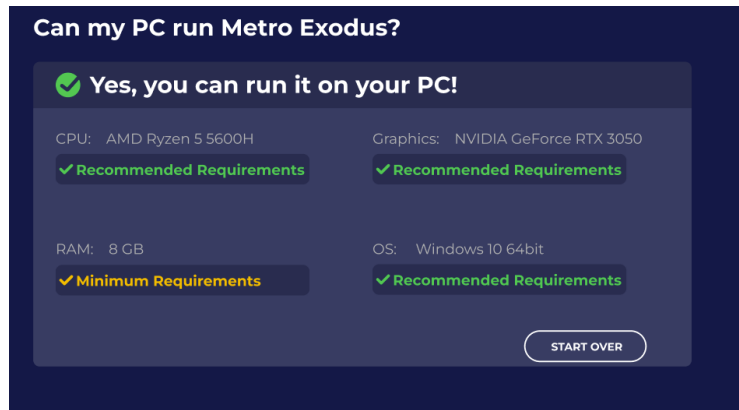 Can my PC run Metro Exodus?
Yes, you can run it on your PC!
CPU: AMD Ryzen 5 5600H
Graphics: NVIDIA GeForce RTX 3050
Recommended Requirements
Recommended Requirements
RAM: 8 GB
OS: Windows 10 64bit
Minimum Requirements
Recommended Requirements
START OVER